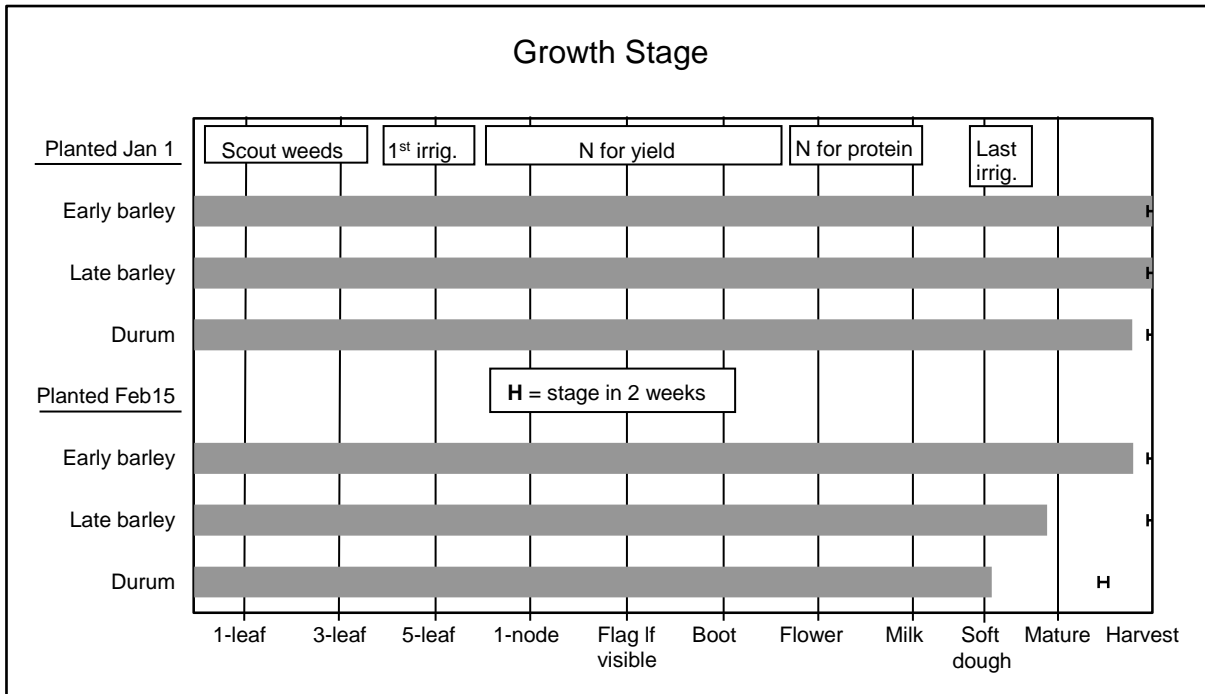 Growth Stage
Planted Jan 1
Scout weeds
1st irrig.
N for yield
N for protein
Last
irrig.
Early barley
H
Late barley
H
Durum
H
Planted Feb15
H = stage in 2 weeks
Early barley
H
Late barley
H
Durum
H
1-leaf
3-leaf
5-leaf
1-node
Flag lf
visible
Boot
Flower
Milk
Soft
dough
Mature
Harvest